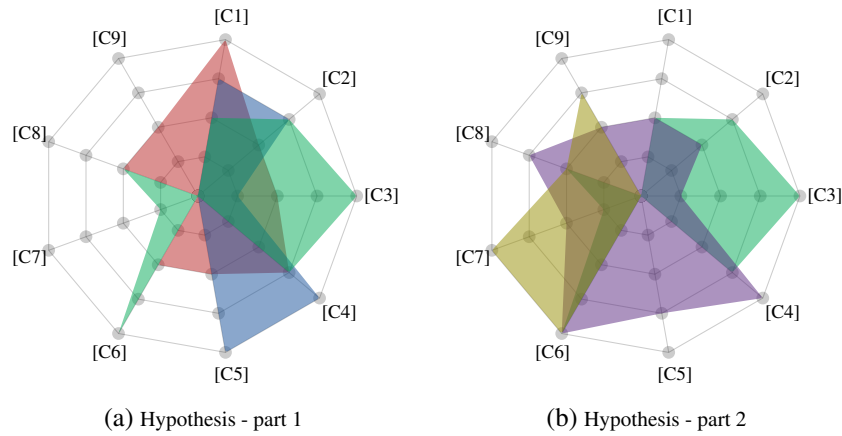 [C1]
[C2]
[C3]
[C4]
[C5]
[C6]
[C7]
[C8]
[C9]
(a) Hypothesis - part 1
[C1]
[C2]
[C3]
[C4]
[C5]
[C6]
[C7]
[C8]
[C9]
(b) Hypothesis - part 2